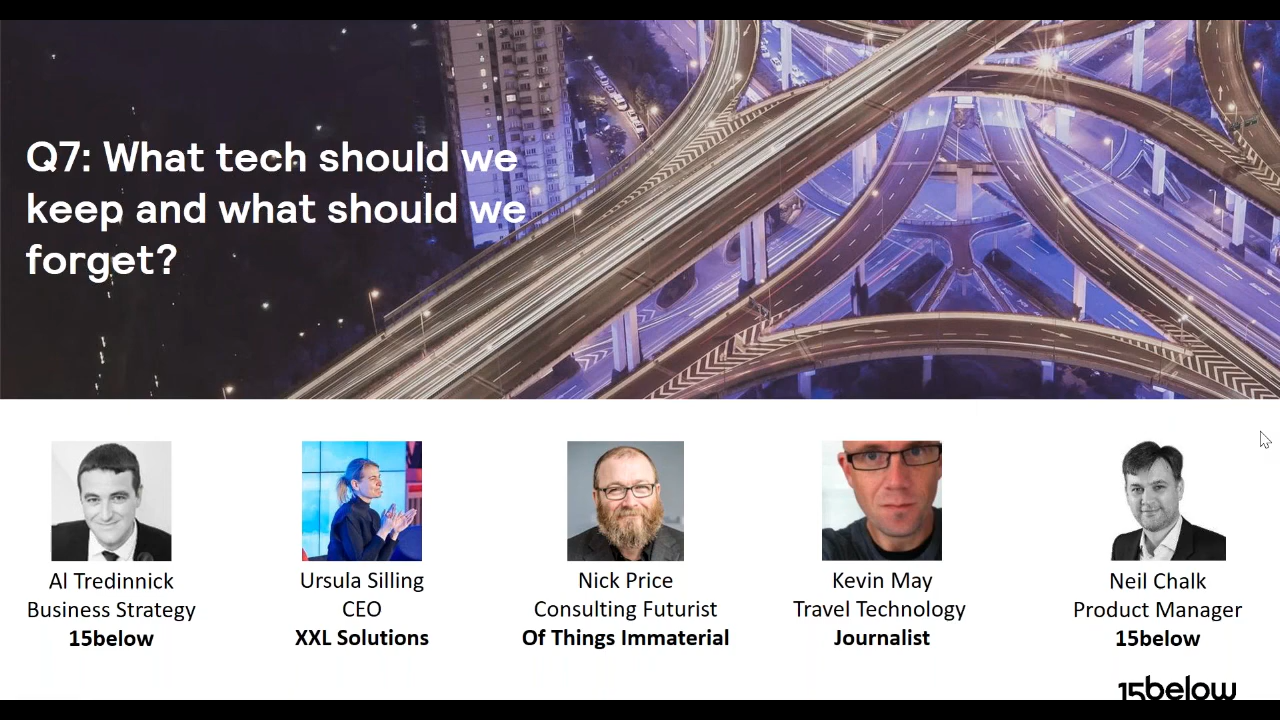 Q7: What tech should we
keep and what should we
forget?
Al Tredinnick
Business Strategy
15below
Ursula Silling
CEO
XXL Solutions
Nick Price
Consulting Futurist
Of Things Immaterial
Kevin May
Travel Technology
Journalist
Neil Chalk
Product Manager
15below
15below